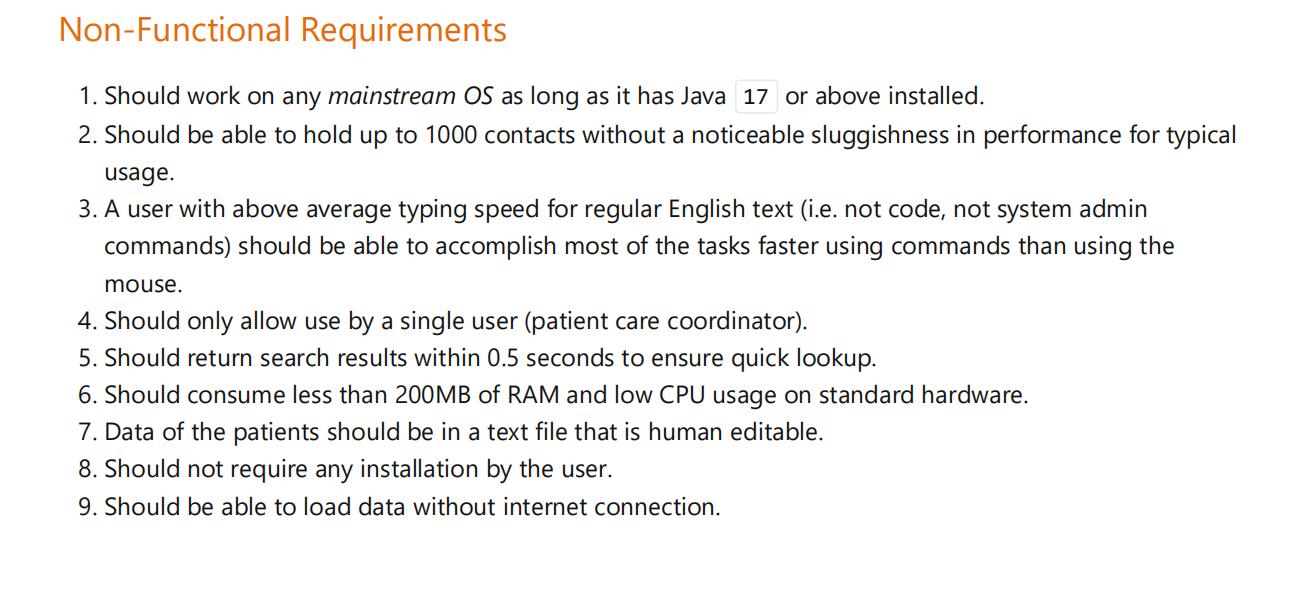 Non-Functional Requirements
1. Should work on any mainstream OS as long as it has Java 17 or above installed.
2. Should be able to hold up to 1000 contacts without a noticeable sluggishness in performance for typical
usage.
3. A user with above average typing speed for regular English text (i.e. not code, not system admin
commands) should be able to accomplish most of the tasks faster using commands than using the
mouse.
4. Should only allow use by a single user (patient care coordinator).
5. Should return search results within 0.5 seconds to ensure quick lookup.
6. Should consume less than 200MB of RAM and low CPU usage on standard hardware.
7. Data of the patients should be in a text file that is human editable.
8. Should not require any installation by the user.
9. Should be able to load data without internet connection.